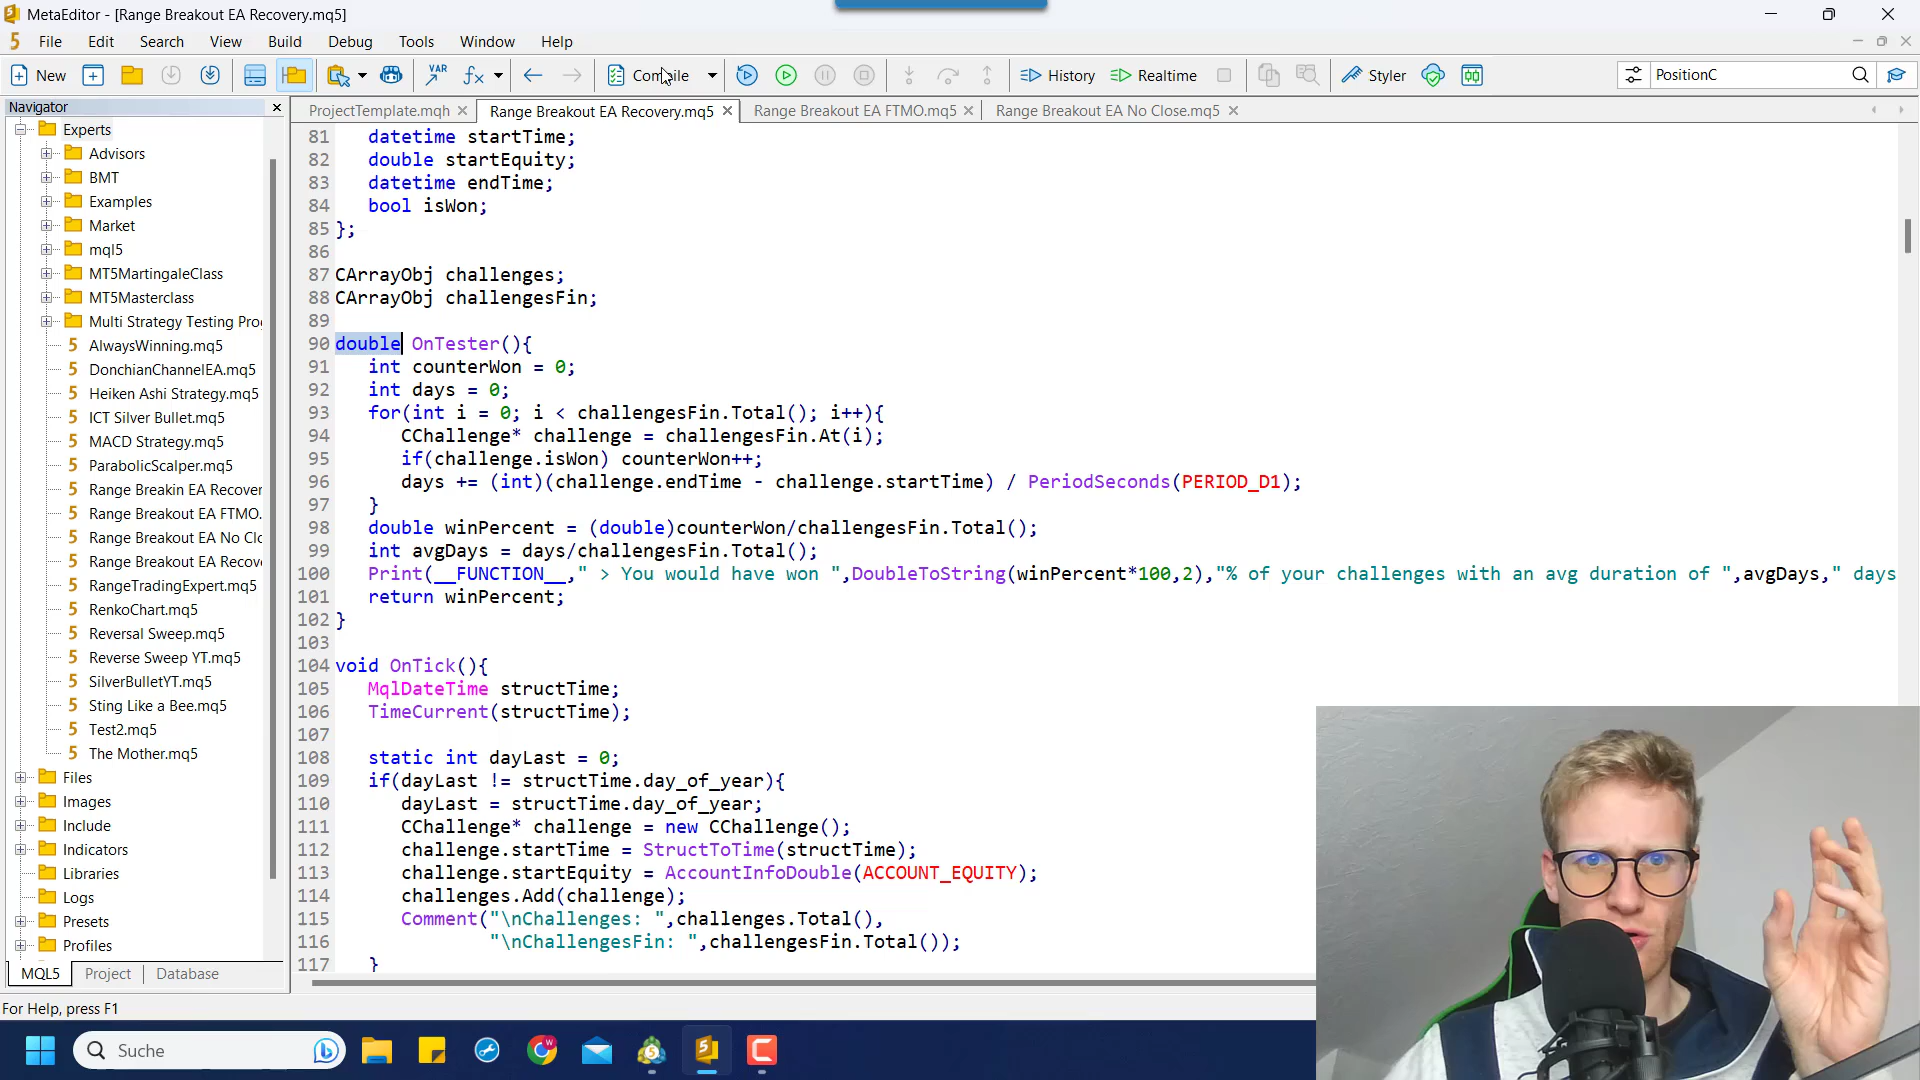 MetaEditor - [Range Breakout EA Recovery.mq5]
File Edit Search View Build Debug Tools Window Help
New VAR fx Compile History Realtime Styler PositionC
Navigator
ProjectTemplate.mqh Range Breakout EA Recovery.mq5 Range Breakout EA FTMO.mq5 Range Breakout EA No Close.mq5
Experts
Advisors
BMT
Examples
Market
mql5
MT5MartingaleClass
MT5Masterclass
Multi Strategy Testing Pro
AlwaysWinning.mq5
DonchianChannelEA.mq5
Heiken Ashi Strategy.mq5
ICT Silver Bullet.mq5
MACD Strategy.mq5
ParabolicScalper.mq5
Range Breakin EA Recover
Range Breakout EA FTMO.
Range Breakout EA No Clo
Range Breakout EA Recov
RangeTradingExpert.mq5
RenkoChart.mq5
Reversal Sweep.mq5
Reverse Sweep YT.mq5
SilverBulletYT.mq5
Sting Like a Bee.mq5
Test2.mq5
The Mother.mq5
Files
Images
Include
Indicators
Libraries
Logs
Presets
Profiles
MQL5 Project Database
81 datetime startTime;
82 double startEquity;
83 datetime endTime;
84 bool isWon;
85 };
86
87 CArrayObj challenges;
88 CArrayObj challengesFin;
89
90 double OnTester(){
91 int counterWon = 0;
92 int days = 0;
93 for(int i = 0; i < challengesFin.Total(); i++){
94 CChallenge* challenge = challengesFin.At(i);
95 if(challenge.isWon) counterWon++;
96 days += (int)(challenge.endTime - challenge.startTime) / PeriodSeconds(PERIOD_D1);
97 }
98 double winPercent = (double)counterWon/challengesFin.Total();
99 int avgDays = days/challengesFin.Total();
100 Print(__FUNCTION__," > You would have won ",DoubleToString(winPercent*100,2),"% of your challenges with an avg duration of ",avgDays," days
101 return winPercent;
102 }
103
104 void OnTick(){
105 MqlDateTime structTime;
106 TimeCurrent(structTime);
107
108 static int dayLast = 0;
109 if(dayLast != structTime.day_of_year){
110 dayLast = structTime.day_of_year;
111 CChallenge* challenge = new CChallenge();
112 challenge.startTime = StructToTime(structTime);
113 challenge.startEquity = AccountInfoDouble(ACCOUNT_EQUITY);
114 challenges.Add(challenge);
115 Comment("\nChallenges: ",challenges.Total(),
116 "\nChallengesFin: ",challengesFin.Total());
117 }
For Help, press F1
Suche